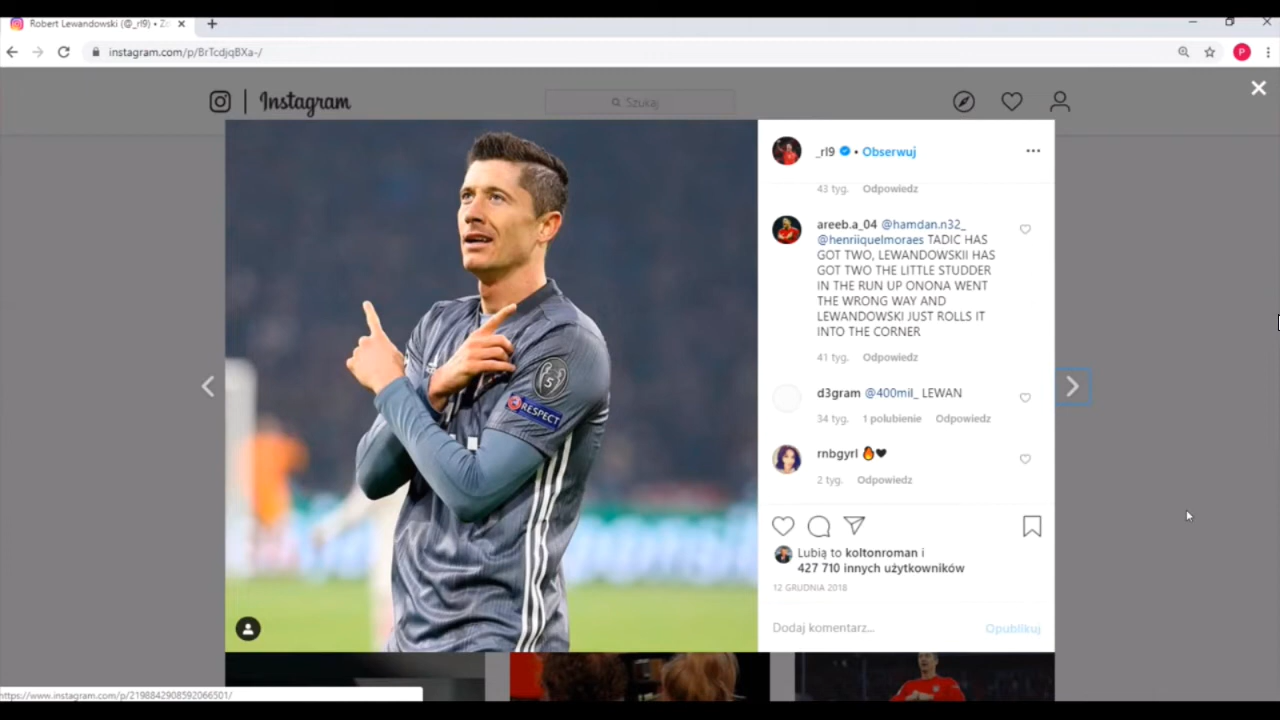 Robert Lewandowski (@_rl9) • Z
instagram.com/p/BrTcdjqBXa-/
P
Instagram
Szukaj
_rl9 • Obserwuj
43 tyg. Odpowiedz
areeb.a_04 @hamdan.n32_
@henriiquelmoraes TADIC HAS
GOT TWO, LEWANDOWSKII HAS
GOT TWO THE LITTLE STUDDER
IN THE RUN UP ONONA WENT
THE WRONG WAY AND
LEWANDOWSKI JUST ROLLS IT
INTO THE CORNER
41 tyg. Odpowiedz
d3gram @400mil_ LEWAN
34 tyg. 1 polubienie Odpowiedz
rnbgyrl 🔥🖤
2 tyg. Odpowiedz
5
RESPECT
Lubią to koltonroman i
427 710 innych użytkowników
12 GRUDNIA 2018
Dodaj komentarz... Opublikuj
https://www.instagram.com/p/2198842908592066501/